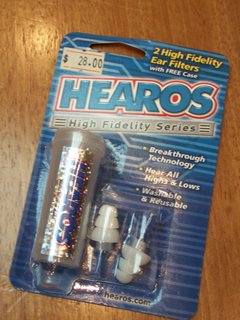 $ 28.00
2 High Fidelity
Ear Filters
with FREE Case
HEAROS
High Fidelity Series
• Breakthrough
Technology
• Hear All
Highs & Lows
• Washable
& Reusable
HEAROS
hearos.com